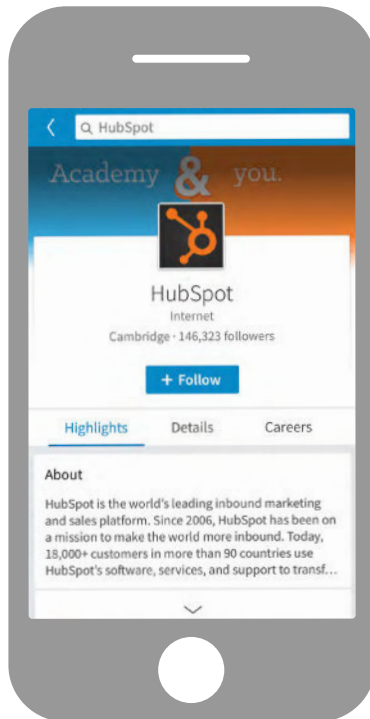 HubSpot
Academy & you.
HubSpot
Internet
Cambridge · 146,323 followers
+ Follow
Highlights Details Careers
About
HubSpot is the world's leading inbound marketing
and sales platform. Since 2006, HubSpot has been on
a mission to make the world more inbound. Today,
18,000+ customers in more than 90 countries use
HubSpot's software, services, and support to transf...